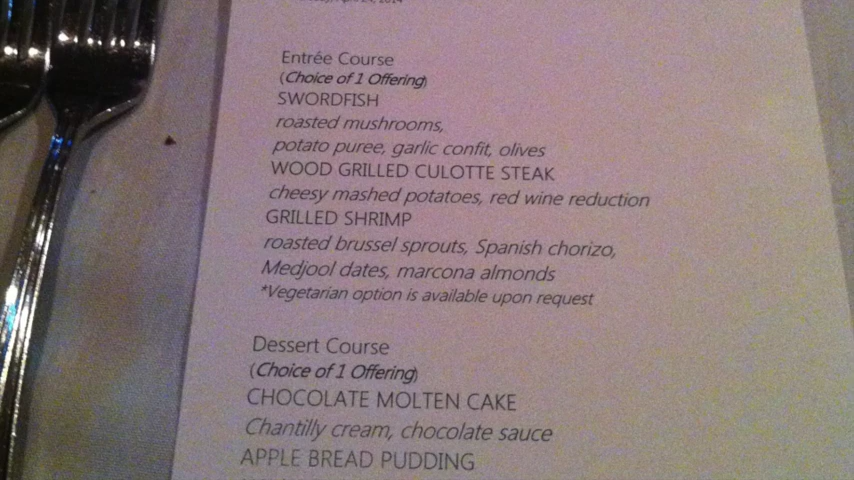 April 24, 2014
Entrée Course
(Choice of 1 Offering)
SWORDFISH
roasted mushrooms,
potato puree, garlic confit, olives
WOOD GRILLED CULOTTE STEAK
cheesy mashed potatoes, red wine reduction
GRILLED SHRIMP
roasted brussel sprouts, Spanish chorizo,
Medjool dates, marcona almonds
*Vegetarian option is available upon request
Dessert Course
(Choice of 1 Offering)
CHOCOLATE MOLTEN CAKE
Chantilly cream, chocolate sauce
APPLE BREAD PUDDING